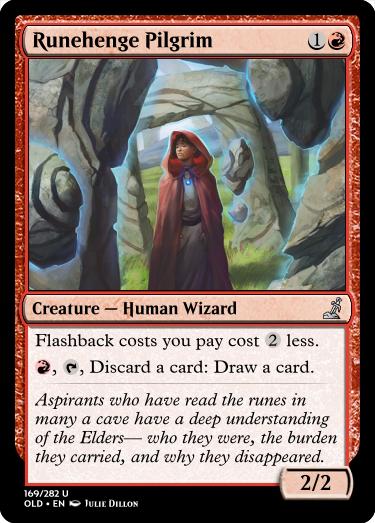 Runehenge Pilgrim 1
Creature — Human Wizard
Flashback costs you pay cost 2 less.
, , Discard a card: Draw a card.
Aspirants who have read the runes in
many a cave have a deep understanding
of the Elders— who they were, the burden
they carried, and why they disappeared.
2/2
169/282 U
OLD • EN Julie Dillon